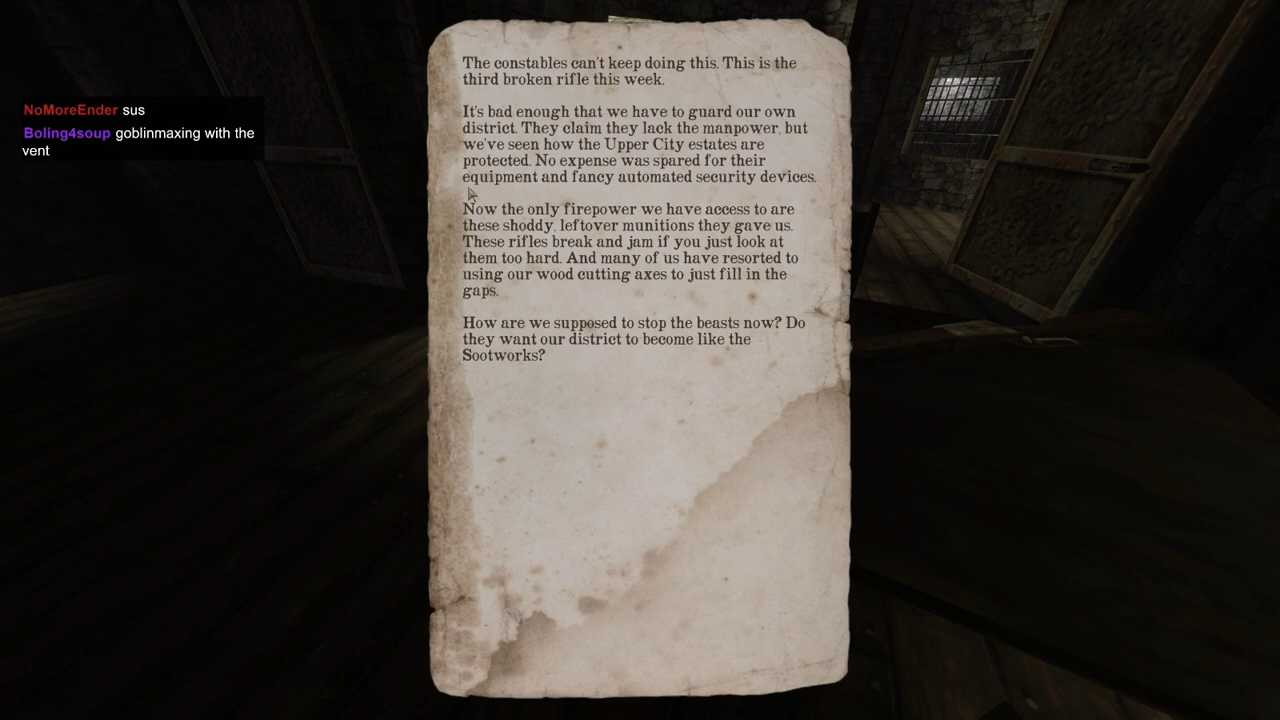 NoMoreEnder sus
Boling4soup goblinmaxing with the
vent
The constables can't keep doing this. This is the
third broken rifle this week.
It's bad enough that we have to guard our own
district. They claim they lack the manpower, but
we've seen how the Upper City estates are
protected. No expense was spared for their
equipment and fancy automated security devices.
Now the only firepower we have access to are
these shoddy, leftover munitions they gave us.
These rifles break and jam if you just look at
them too hard. And many of us have resorted to
using our wood cutting axes to just fill in the
gaps.
How are we supposed to stop the beasts now? Do
they want our district to become like the
Sootworks?